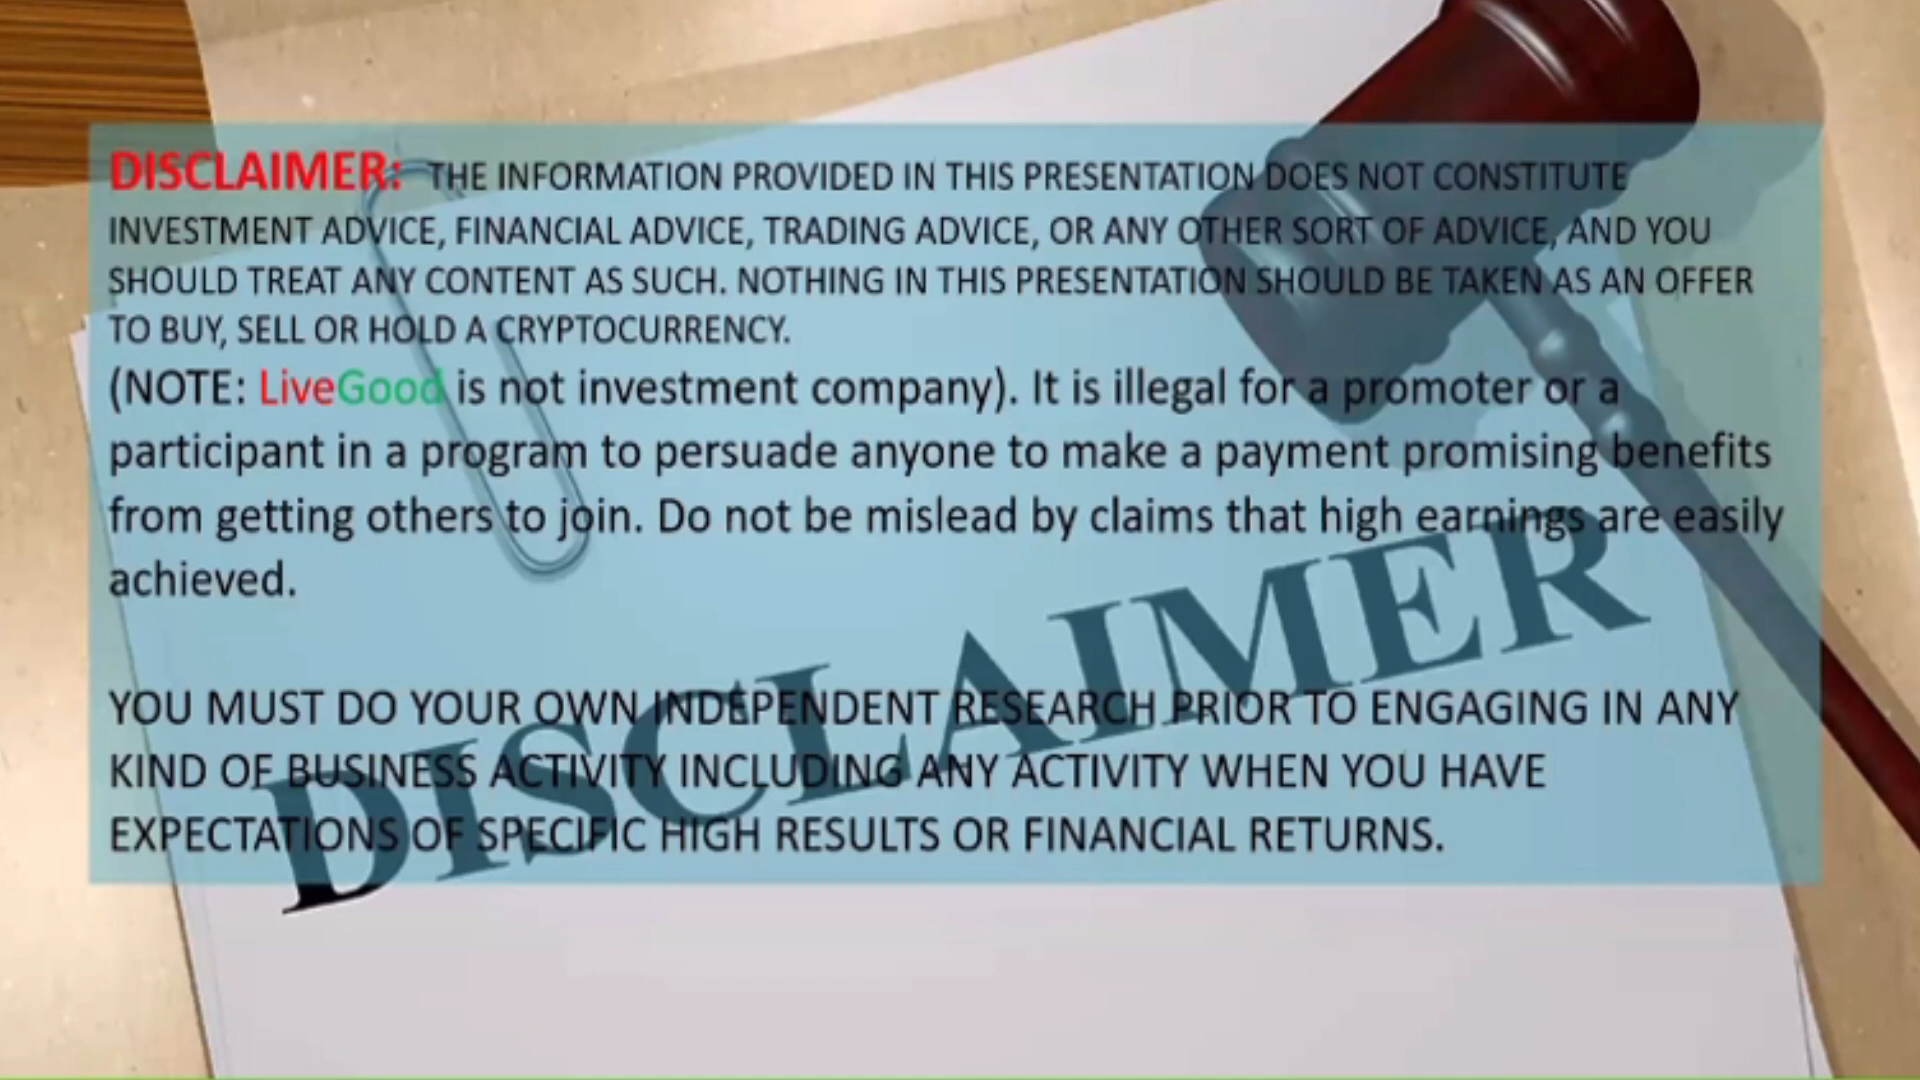 DISCLAIMER: THE INFORMATION PROVIDED IN THIS PRESENTATION DOES NOT CONSTITUTE
INVESTMENT ADVICE, FINANCIAL ADVICE, TRADING ADVICE, OR ANY OTHER SORT OF ADVICE, AND YOU
SHOULD TREAT ANY CONTENT AS SUCH. NOTHING IN THIS PRESENTATION SHOULD BE TAKEN AS AN OFFER
TO BUY, SELL OR HOLD A CRYPTOCURRENCY.
(NOTE: LiveGood is not investment company). It is illegal for a promoter or a
participant in a program to persuade anyone to make a payment promising benefits
from getting others to join. Do not be mislead by claims that high earnings are easily
achieved.
YOU MUST DO YOUR OWN INDEPENDENT RESEARCH PRIOR TO ENGAGING IN ANY
KIND OF BUSINESS ACTIVITY INCLUDING ANY ACTIVITY WHEN YOU HAVE
EXPECTATIONS OF SPECIFIC HIGH RESULTS OR FINANCIAL RETURNS.
DISCLAIMER